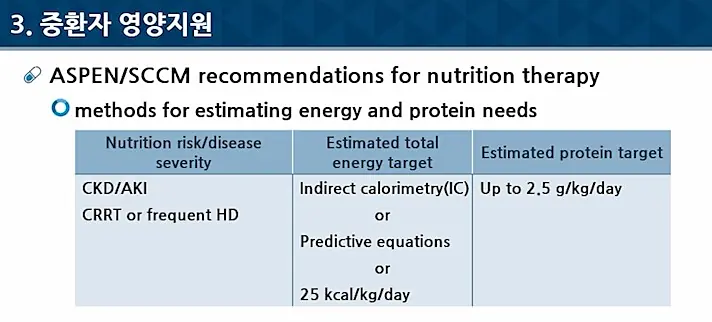 3. 중환자 영양지원
ASPEN/SCCM recommendations for nutrition therapy
methods for estimating energy and protein needs
Nutrition risk/disease
severity
Estimated total
energy target
Estimated protein target
CKD/AKI
CRRT or frequent HD
Indirect calorimetry(IC)
or
Predictive equations
or
25 kcal/kg/day
Up to 2.5 g/kg/day